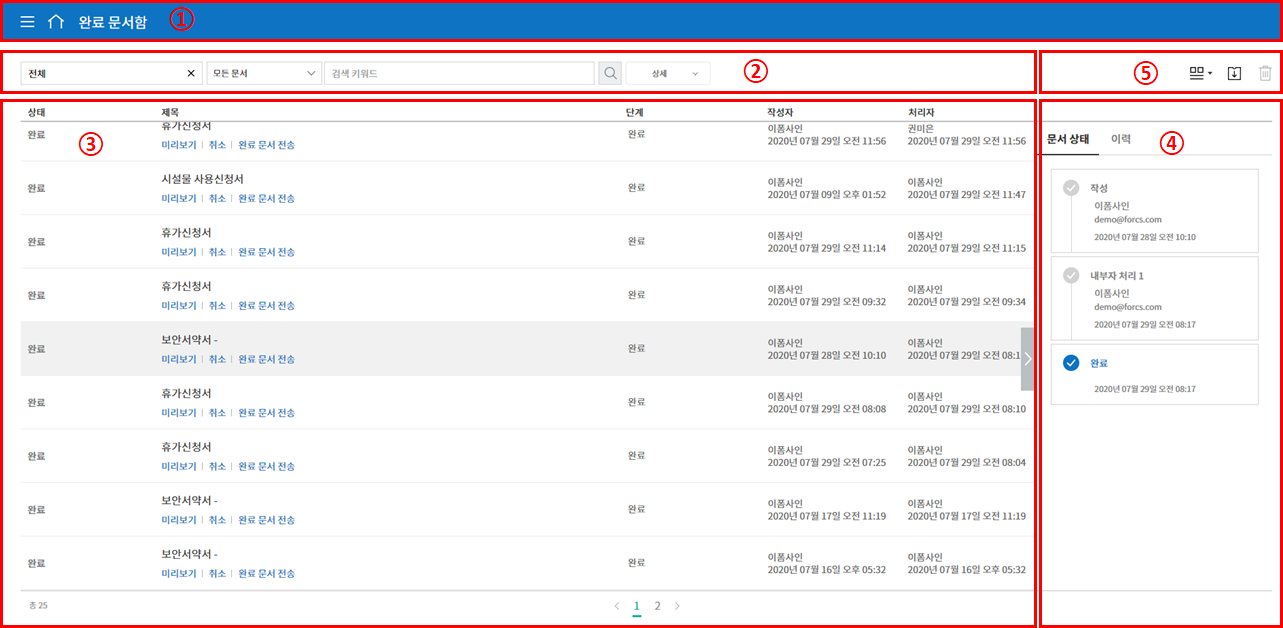 완료 문서함 ①
전체 × 모든 문서 검색 키워드 상세 ②
⑤
상태 제목 단계 작성자 처리자
③
휴가신청서
완료 미리보기 | 취소 | 완료 문서 전송 완료 이폼사인 2020년 07월 29일 오전 11:56 권미은 2020년 07월 29일 오전 11:56
시설물 사용신청서
완료 미리보기 | 취소 | 완료 문서 전송 완료 이폼사인 2020년 07월 09일 오후 01:52 이폼사인 2020년 07월 29일 오전 11:47
휴가신청서
완료 미리보기 | 취소 | 완료 문서 전송 완료 이폼사인 2020년 07월 29일 오전 11:14 이폼사인 2020년 07월 29일 오전 11:15
휴가신청서
완료 미리보기 | 취소 | 완료 문서 전송 완료 이폼사인 2020년 07월 29일 오전 09:32 이폼사인 2020년 07월 29일 오전 09:34
보안서약서 -
완료 미리보기 | 취소 | 완료 문서 전송 완료 이폼사인 2020년 07월 28일 오전 10:10 이폼사인 2020년 07월 29일 오전 08:1
휴가신청서
완료 미리보기 | 취소 | 완료 문서 전송 완료 이폼사인 2020년 07월 29일 오전 08:08 이폼사인 2020년 07월 29일 오전 08:10
휴가신청서
완료 미리보기 | 취소 | 완료 문서 전송 완료 이폼사인 2020년 07월 29일 오전 07:25 이폼사인 2020년 07월 29일 오전 08:04
보안서약서 -
완료 미리보기 | 취소 | 완료 문서 전송 완료 이폼사인 2020년 07월 17일 오전 11:19 이폼사인 2020년 07월 17일 오전 11:19
보안서약서 -
완료 미리보기 | 취소 | 완료 문서 전송 완료 이폼사인 2020년 07월 16일 오후 05:32 이폼사인 2020년 07월 16일 오후 05:32
총 25 < 1 2 >
문서 상태 이력 ④
작성
이폼사인
demo@forcs.com
2020년 07월 28일 오전 10:10
내부자 처리 1
이폼사인
demo@forcs.com
2020년 07월 29일 오전 08:17
완료
2020년 07월 29일 오전 08:17